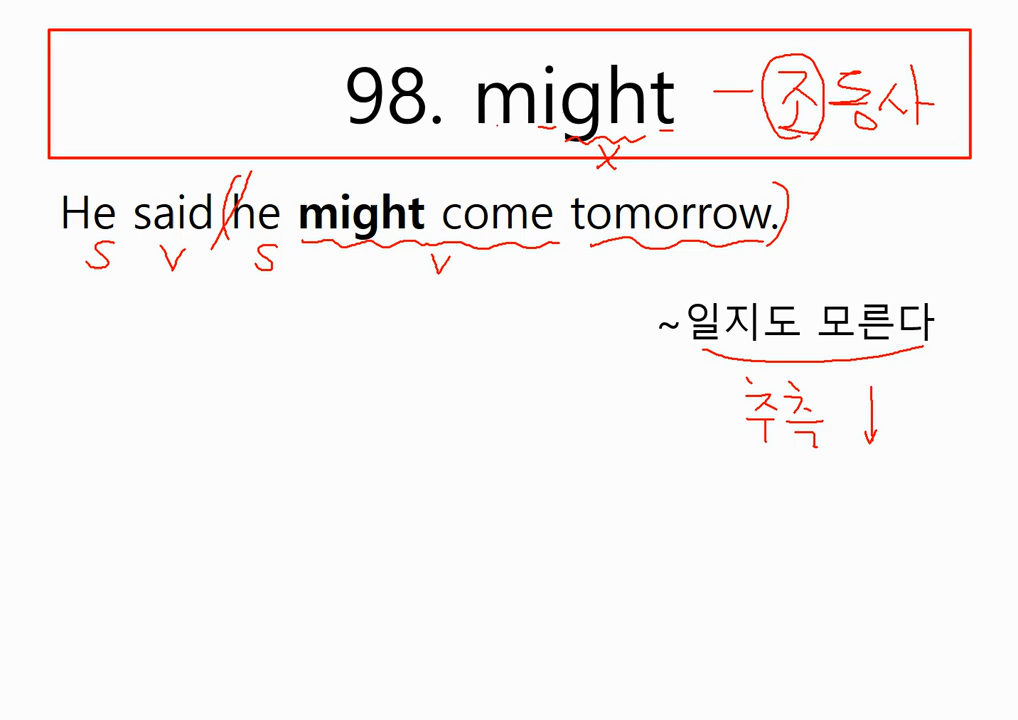 98. might - 조동사
x
He said (he might come tomorrow.)
S V S V
~일지도 모른다
추측 ↓